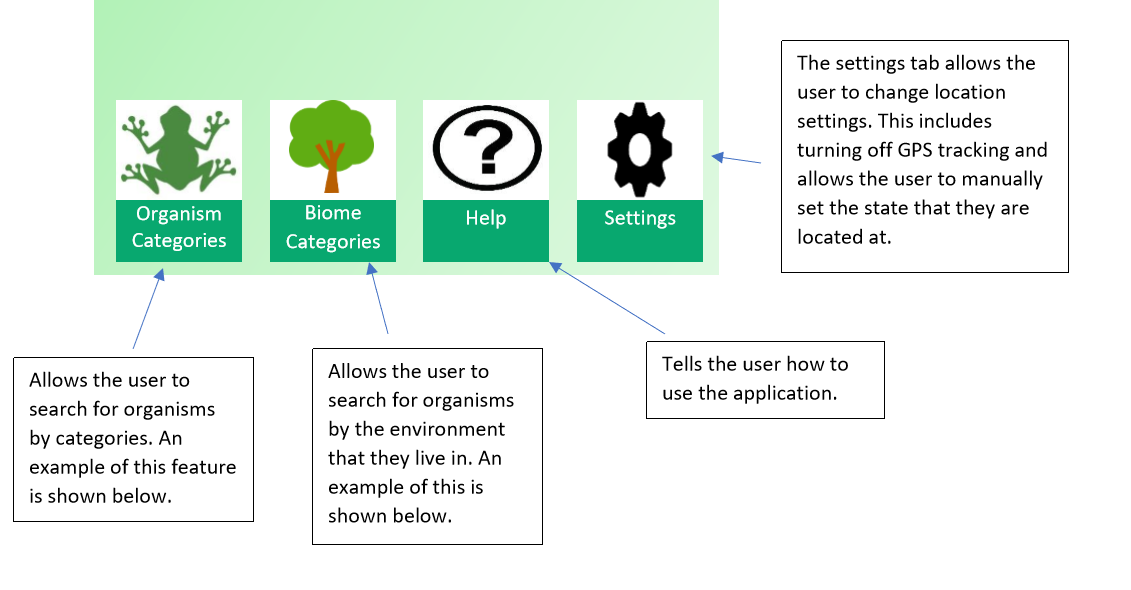 The settings tab allows the
user to change location
settings. This includes
turning off GPS tracking and
allows the user to manually
set the state that they are
located at.
?
Organism
Categories
Biome
Categories
Help
Settings
Allows the user to
search for organisms
by categories. An
example of this feature
is shown below.
Allows the user to
search for organisms
by the environment
that they live in. An
example of this is
shown below.
Tells the user how to
use the application.